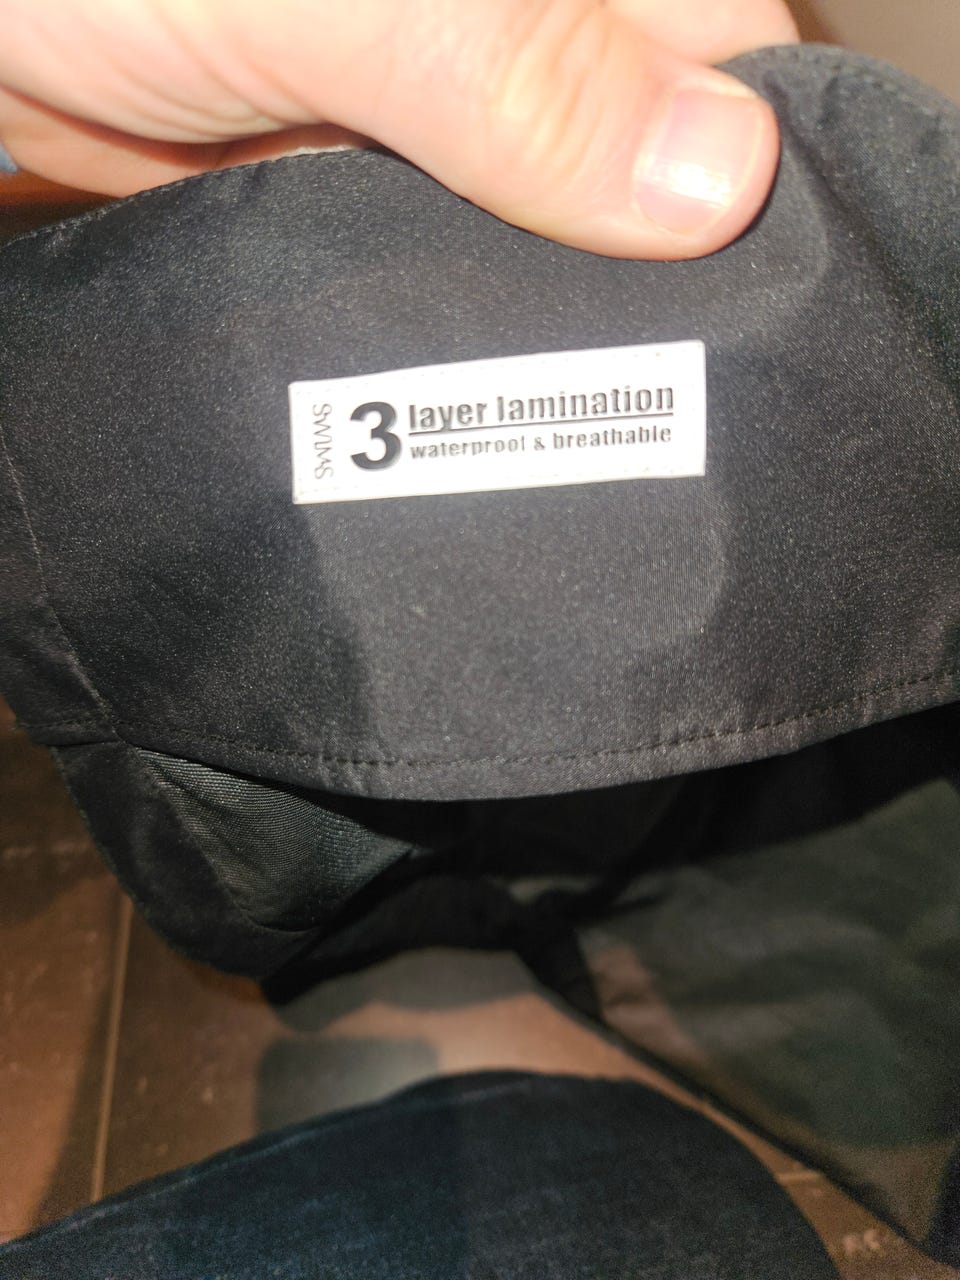 SWIMS
3 layer lamination
waterproof & breathable